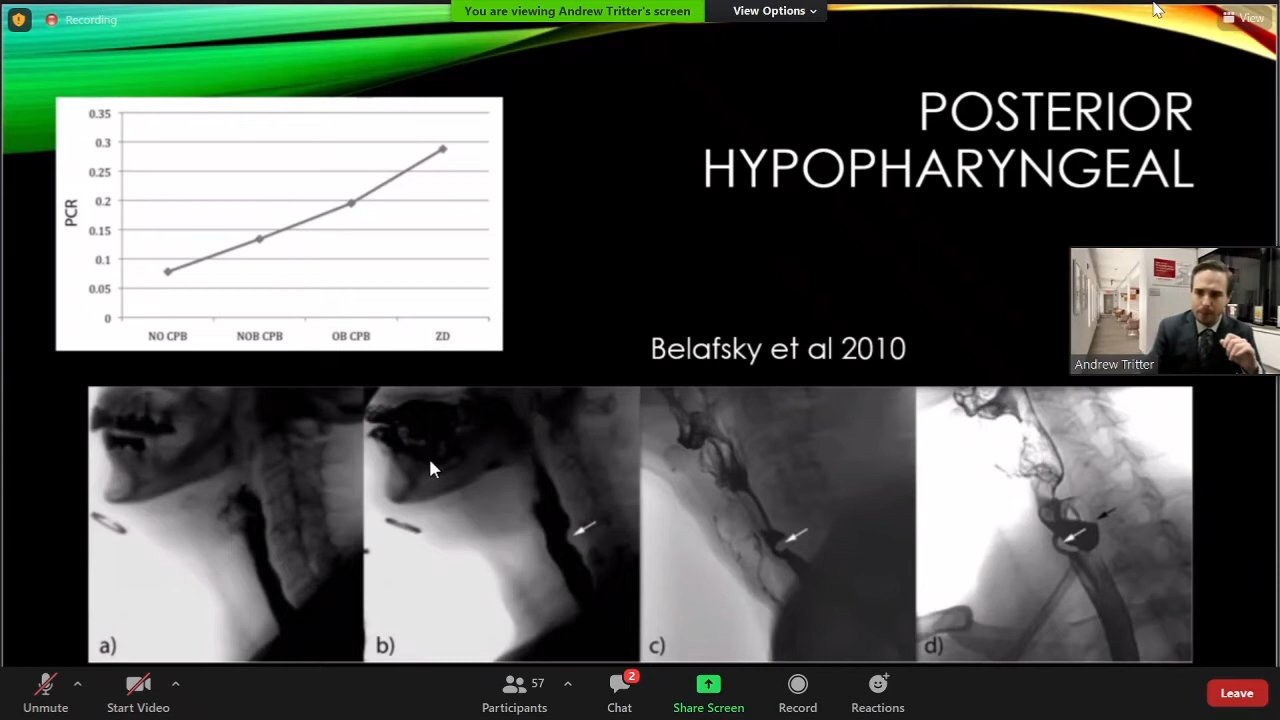 Recording
You are viewing Andrew Tritter's screen
View Options
View
POSTERIOR
HYPOPHARYNGEAL
0.35
0.3
0.25
0.2
0.15
0.1
0.05
0
PCR
NO CPB
NOB CPB
OB CPB
ZD
Belafsky et al 2010
Andrew Tritter
a)
b)
c)
d)
Unmute
Start Video
57
Participants
2
Chat
Share Screen
Record
Reactions
Leave